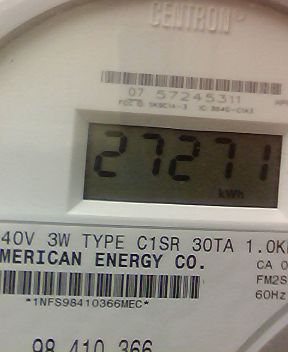 CENTRON
07 57245311
27271
kWh
40V 3W TYPE C1SR 30TA 1.0K
MERICAN ENERGY CO.
CA 0
FM2S
60Hz
*1NFS98410366MEC*
98 410 366